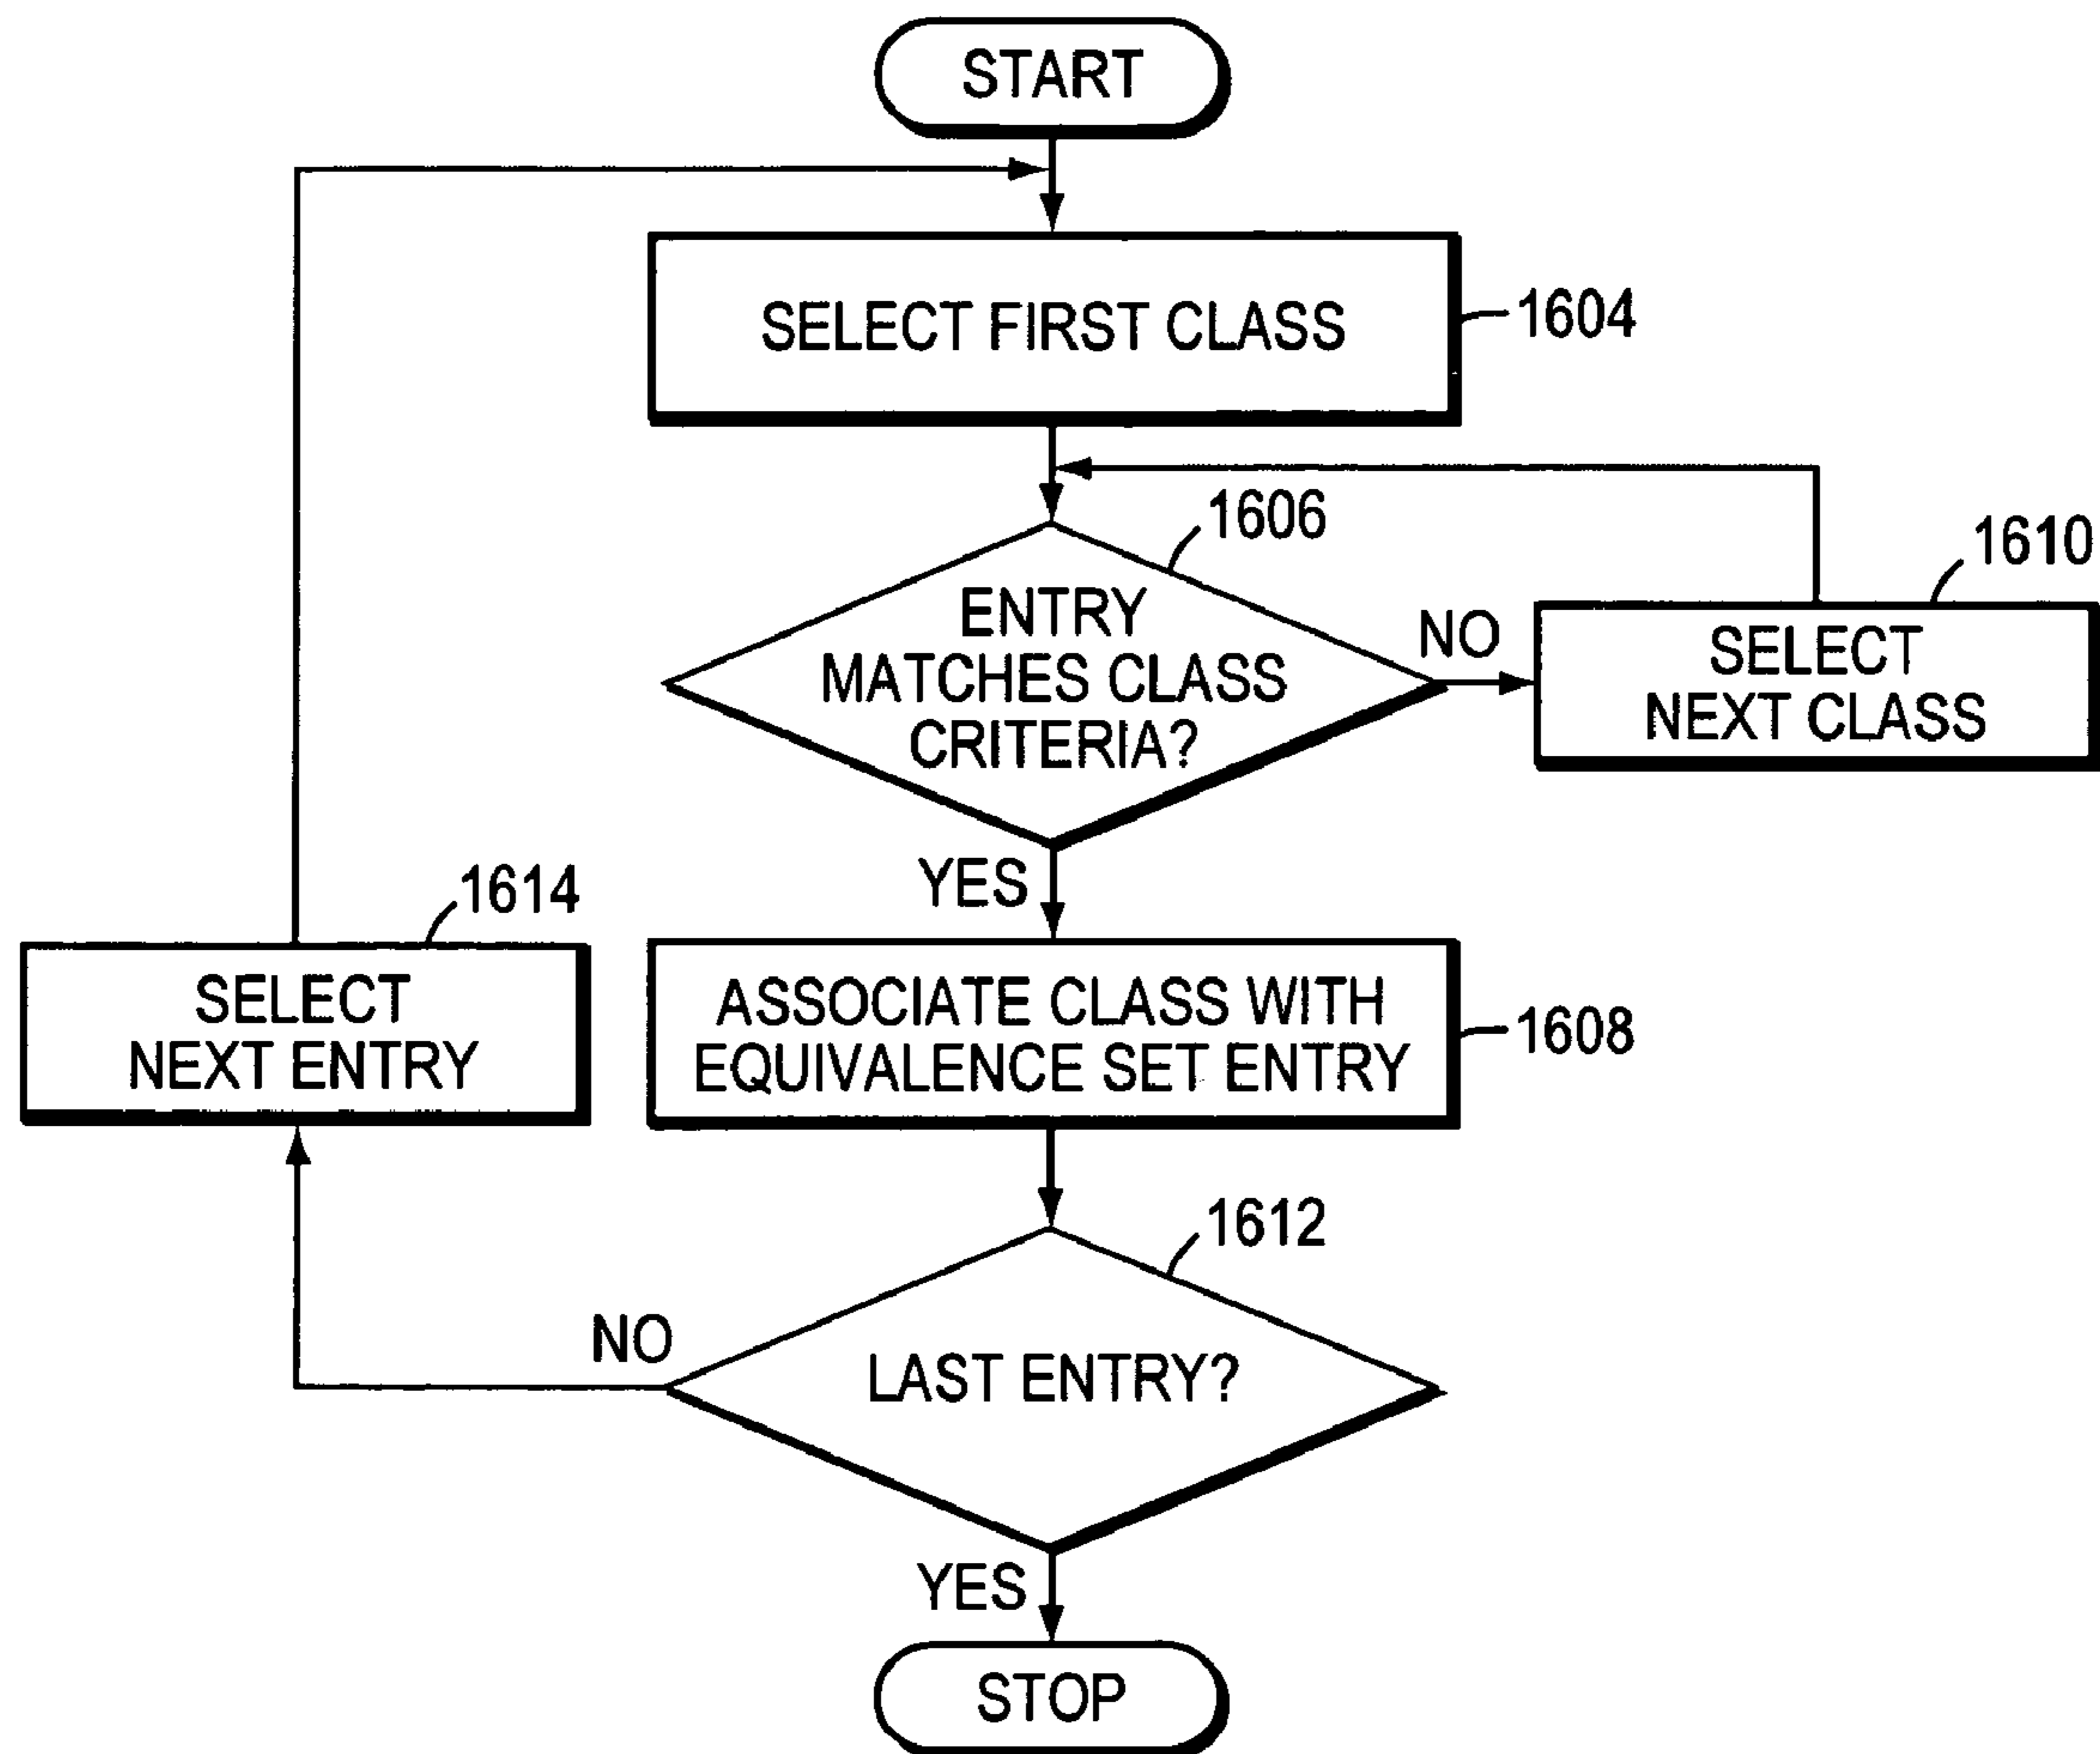 START
SELECT FIRST CLASS
1604
1606
ENTRY
MATCHES CLASS
CRITERIA?
NO
1610
SELECT
NEXT CLASS
YES
1614
SELECT
NEXT ENTRY
ASSOCIATE CLASS WITH
EQUIVALENCE SET ENTRY
1608
1612
NO
LAST ENTRY?
YES
STOP